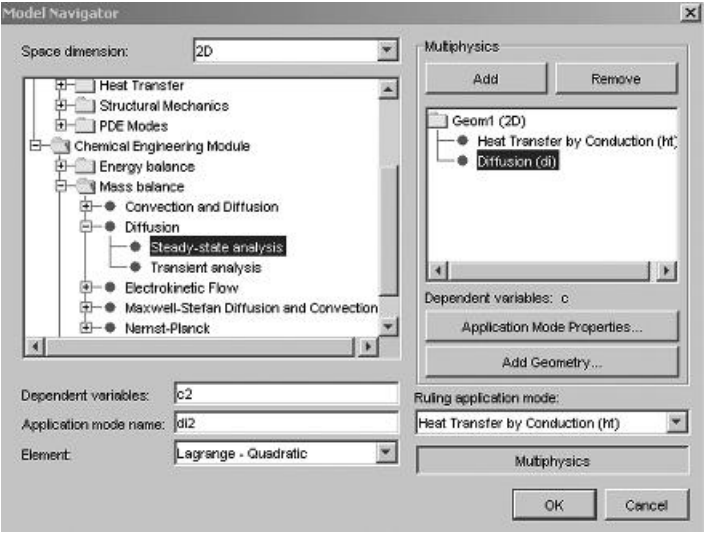 Model Navigator
Space dimension:
2D
Heat Transfer
Structural Mechanics
PDE Modes
Chemical Engineering Module
Energy balance
Mass balance
Convection and Diffusion
Diffusion
Steady-state analysis
Transient analysis
Electrokinetic Flow
Maxwell-Stefan Diffusion and Convection
Nernst-Planck
Dependent variables:
c2
Application mode name:
di2
Element:
Lagrange - Quadratic
Multiphysics
Add
Remove
Geom1 (2D)
Heat Transfer by Conduction (ht)
Diffusion (di)
Dependent variables: c
Application Mode Properties...
Add Geometry...
Ruling application mode:
Heat Transfer by Conduction (ht)
Multiphysics
OK
Cancel